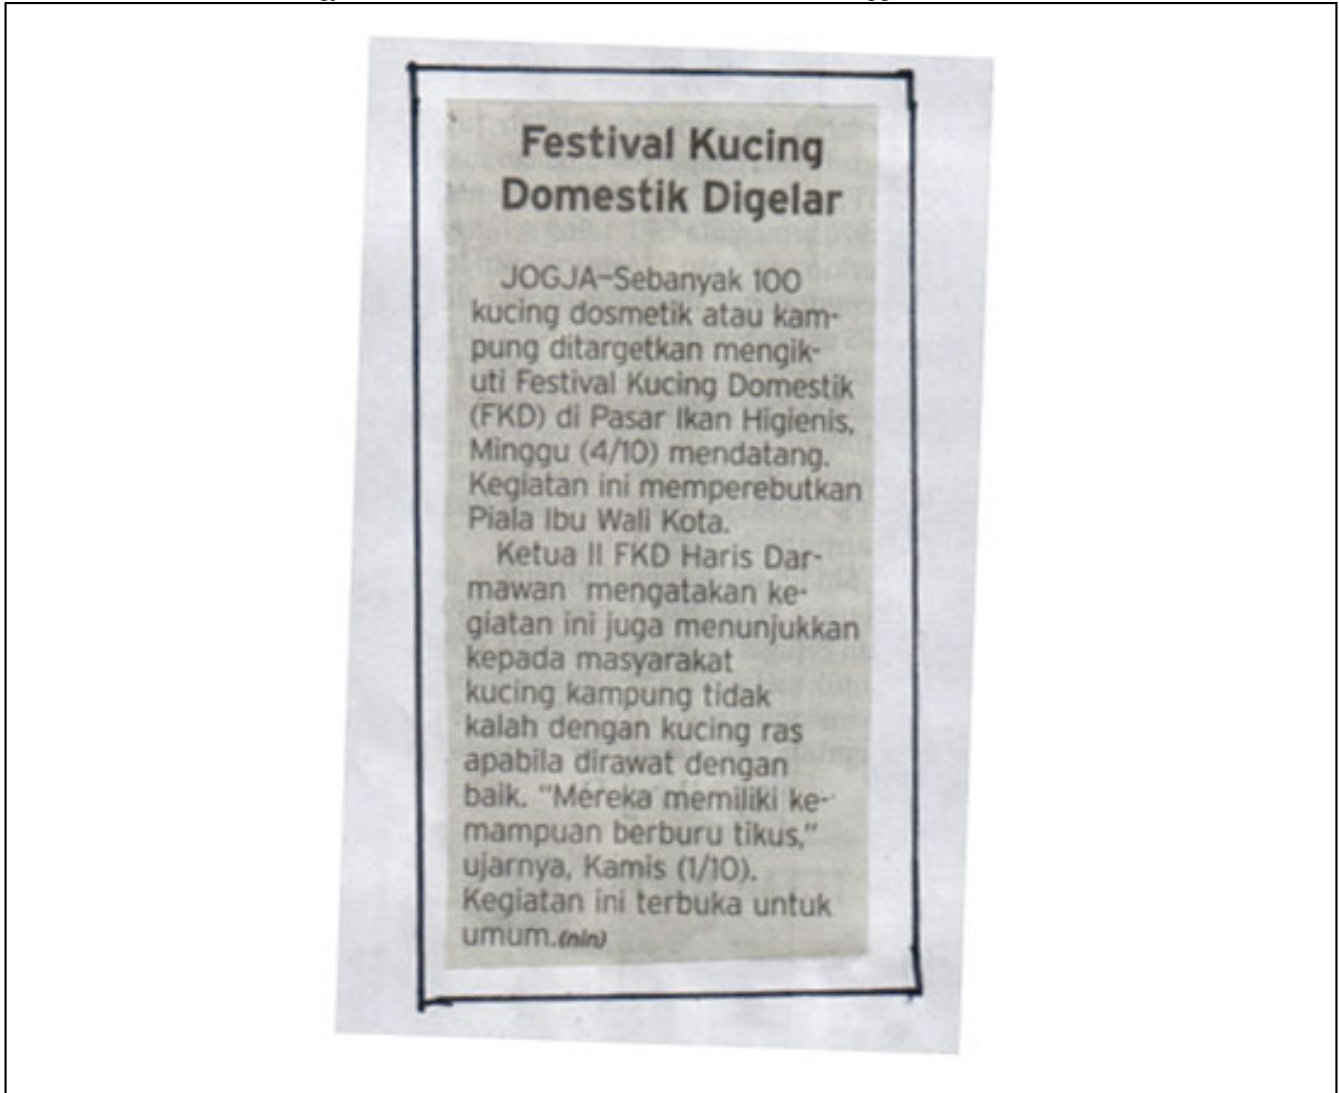 Festival Kucing
Domestik Digelar
JOGJA–Sebanyak 100
kucing dosmetik atau kam-
pung ditargetkan mengik-
uti Festival Kucing Domestik
(FKD) di Pasar Ikan Higienis,
Minggu (4/10) mendatang.
Kegiatan ini memperebutkan
Piala Ibu Wali Kota.
Ketua II FKD Haris Dar-
mawan mengatakan ke-
giatan ini juga menunjukkan
kepada masyarakat
kucing kampung tidak
kalah dengan kucing ras
apabila dirawat dengan
baik. "Mereka memiliki ke-
mampuan berburu tikus,"
ujarnya, Kamis (1/10).
Kegiatan ini terbuka untuk
umum.(nin)